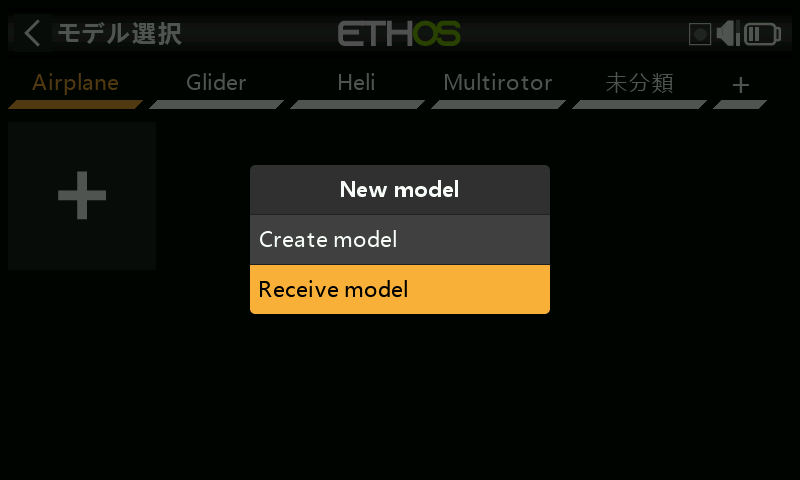 モデル選択
ETHOS
Airplane
Glider
Heli
Multirotor
未分類
+
New model
Create model
Receive model